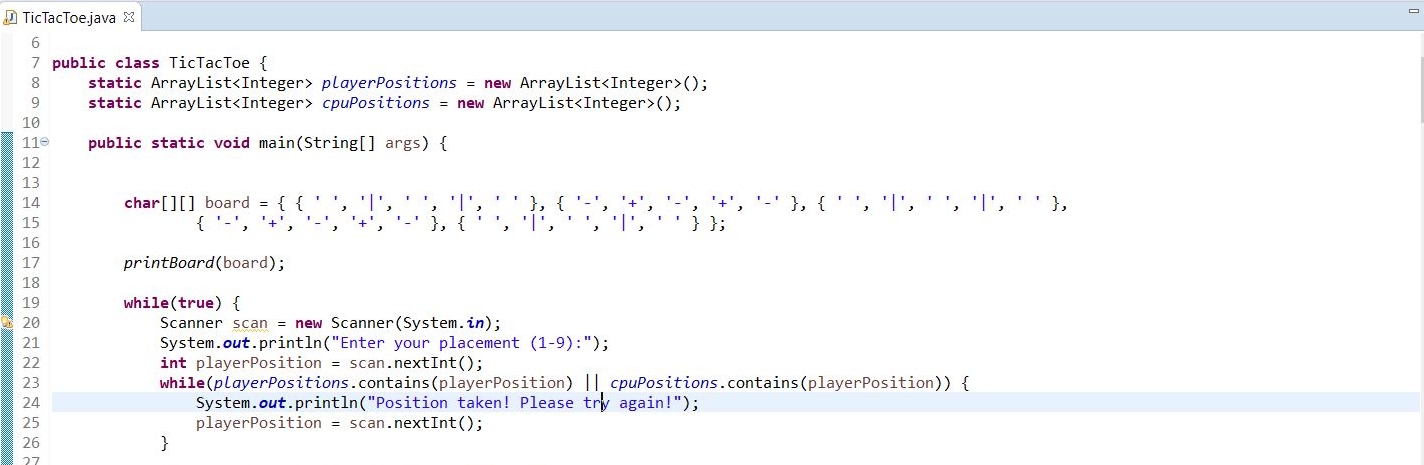 TicTacToe.java
6
7 public class TicTacToe {
8     static ArrayList<Integer> playerPositions = new ArrayList<Integer>();
9     static ArrayList<Integer> cpuPositions = new ArrayList<Integer>();
10
11     public static void main(String[] args) {
12
13
14         char[][] board = { { ' ', '|', ' ', '|', ' ' }, { '-', '+', '-', '+', '-' }, { ' ', '|', ' ', '|', ' ' },
15                 { '-', '+', '-', '+', '-' }, { ' ', '|', ' ', '|', ' ' } };
16
17         printBoard(board);
18
19         while(true) {
20             Scanner scan = new Scanner(System.in);
21             System.out.println("Enter your placement (1-9):");
22             int playerPosition = scan.nextInt();
23             while(playerPositions.contains(playerPosition) || cpuPositions.contains(playerPosition)) {
24                 System.out.println("Position taken! Please try again!");
25                 playerPosition = scan.nextInt();
26             }
27